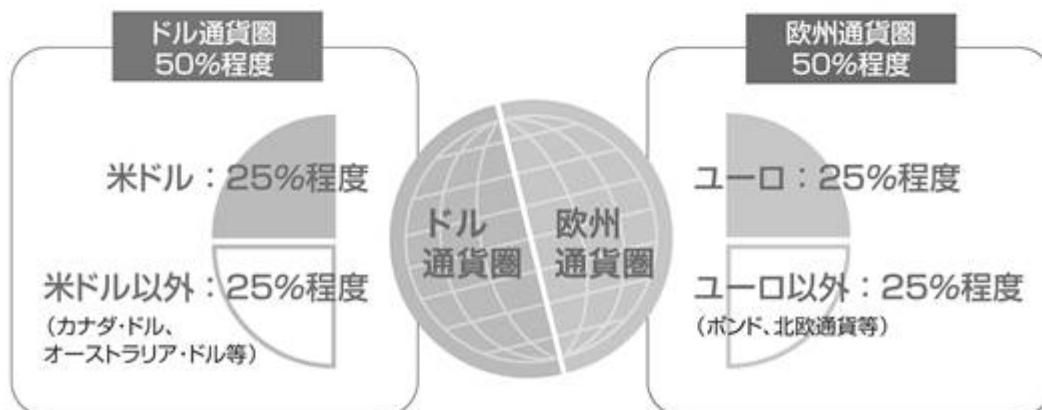 ドル通貨圏
50%程度
米ドル：25%程度
米ドル以外：25%程度
（カナダ・ドル、
オーストラリア・ドル等）
ドル
通貨圏
欧州
通貨圏
欧州通貨圏
50%程度
ユーロ：25%程度
ユーロ以外：25%程度
（ポンド、北欧通貨等）